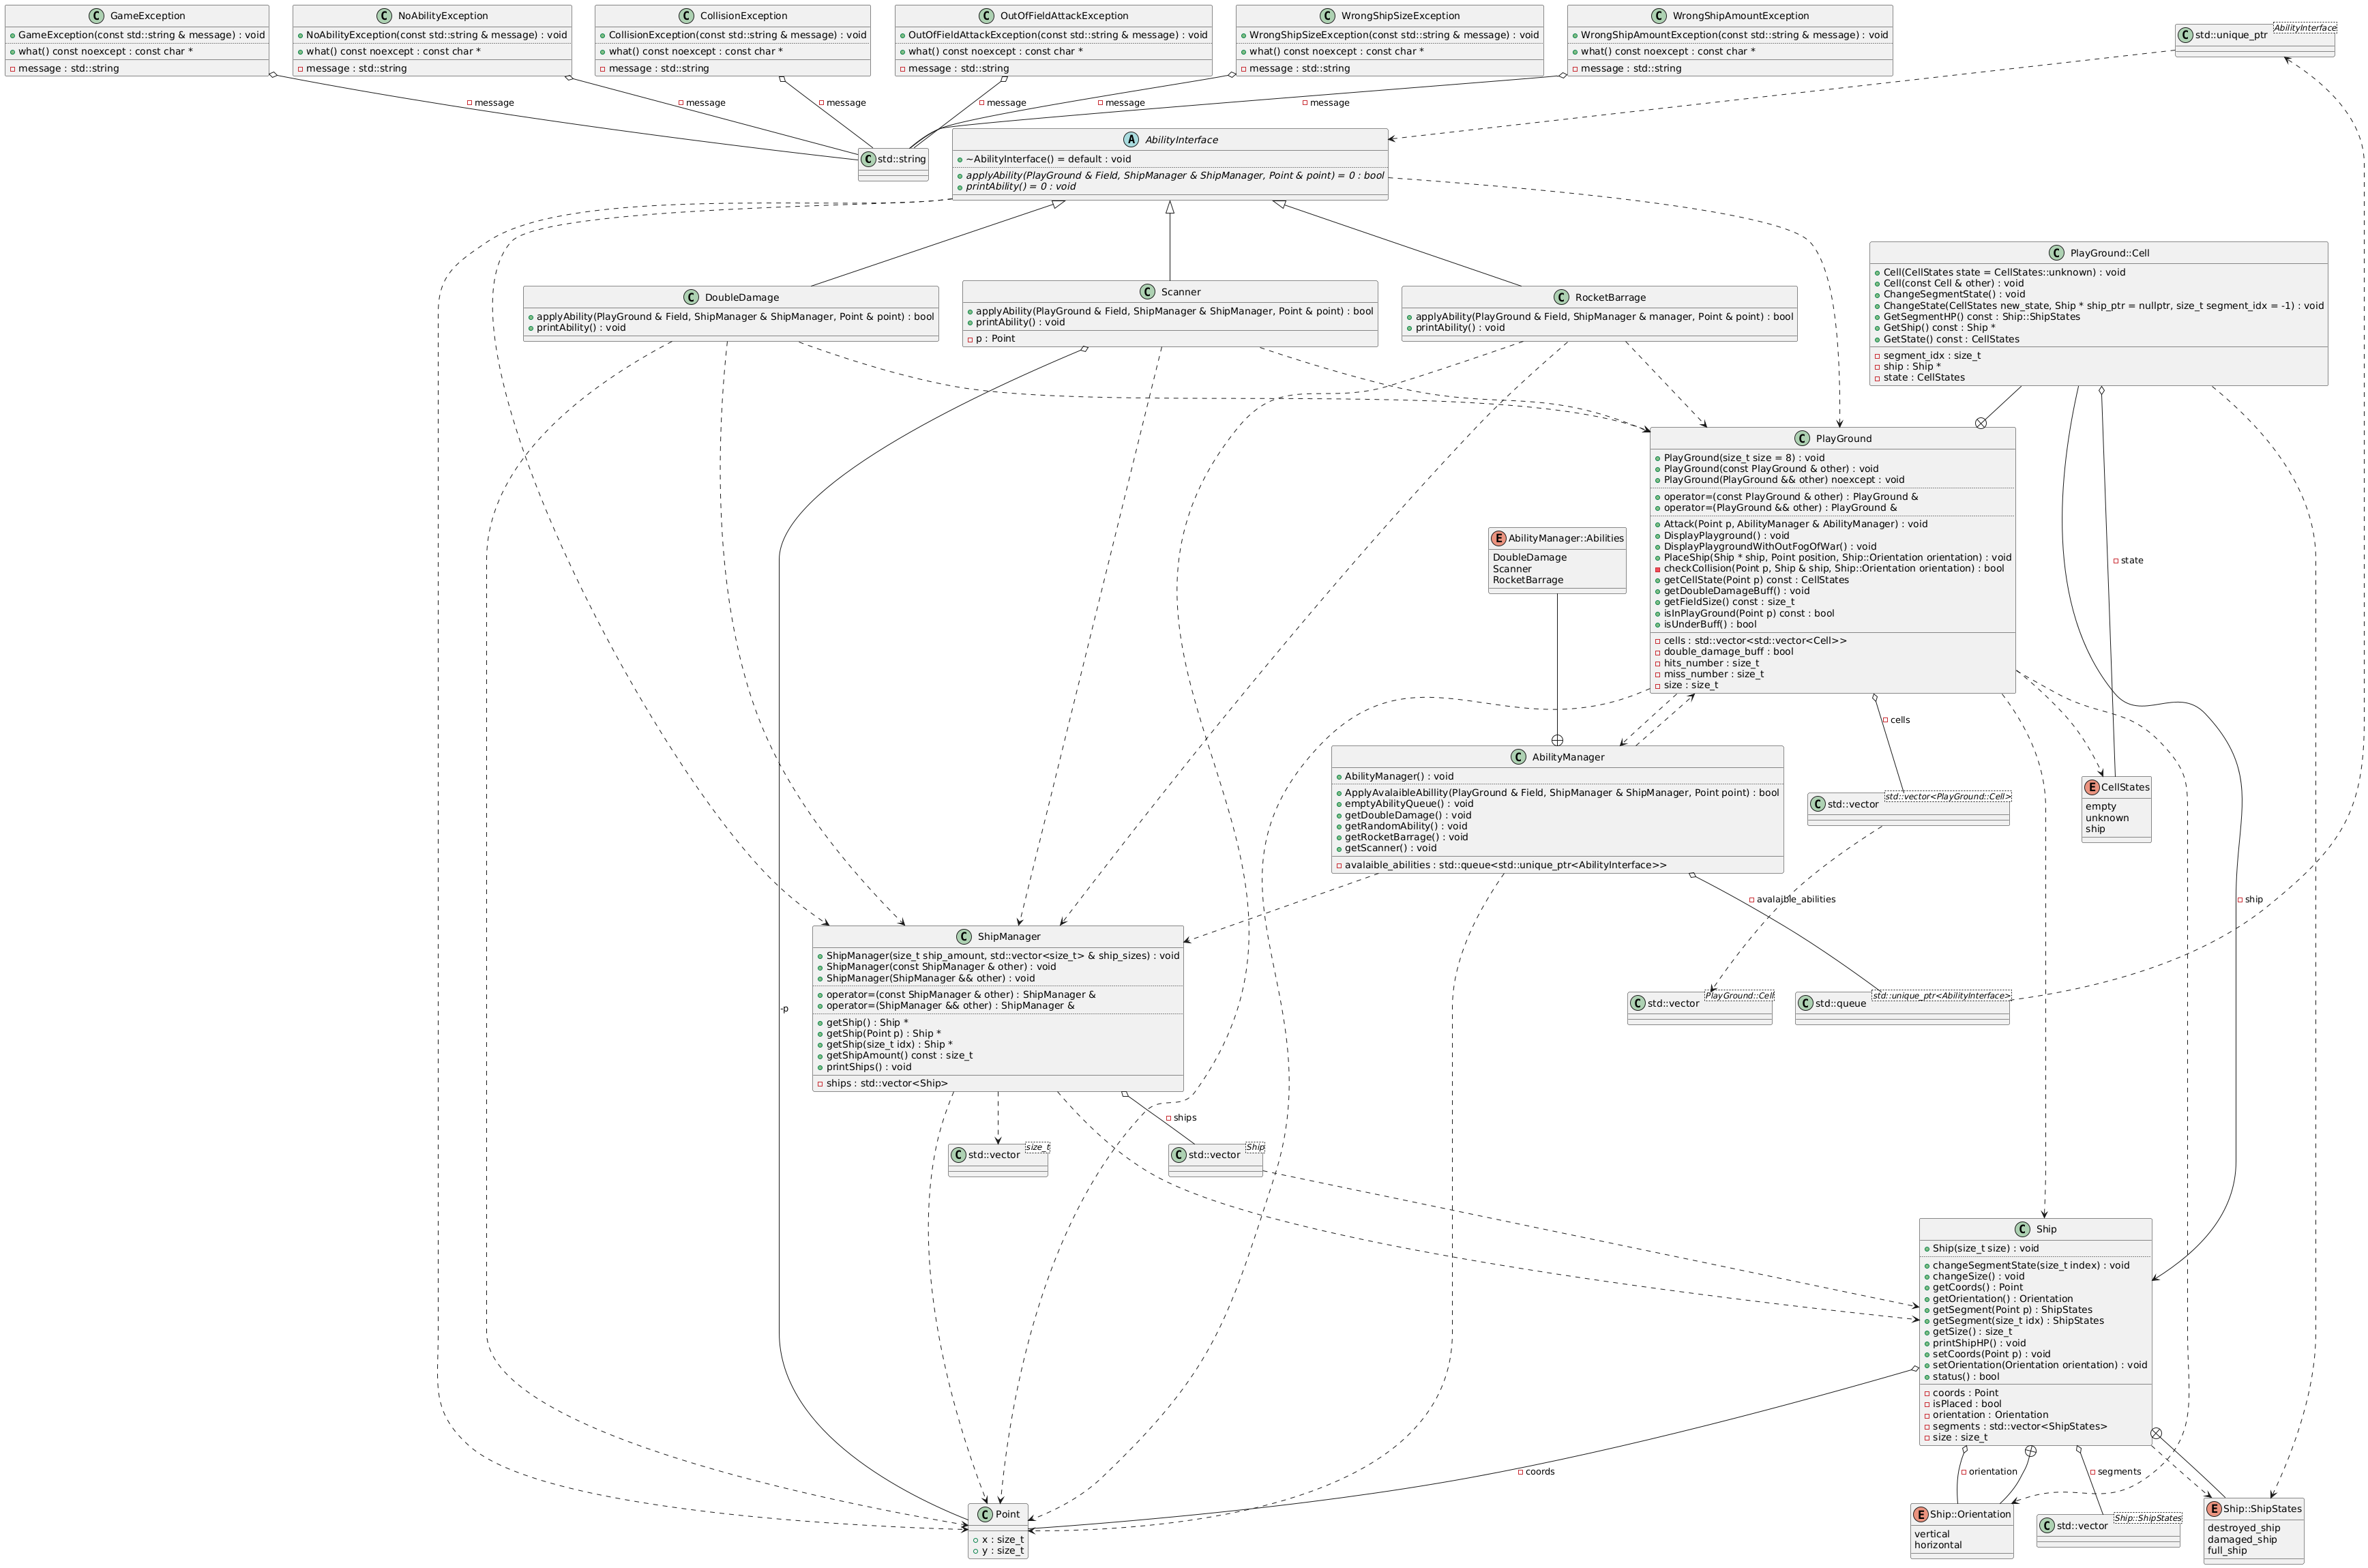 GameException
GameException(const std::string & message) : void
what() const noexcept : const char *
message : std::string
NoAbilityException
NoAbilityException(const std::string & message) : void
what() const noexcept : const char *
message : std::string
CollisionException
CollisionException(const std::string & message) : void
what() const noexcept : const char *
message : std::string
OutOfFieldAttackException
OutOfFieldAttackException(const std::string & message) : void
what() const noexcept : const char *
message : std::string
WrongShipSizeException
WrongShipSizeException(const std::string & message) : void
what() const noexcept : const char *
message : std::string
WrongShipAmountException
WrongShipAmountException(const std::string & message) : void
what() const noexcept : const char *
message : std::string
std::unique_ptr
AbilityInterface
message
message
message
message
message
message
std::string
AbilityInterface
~AbilityInterface() = default : void
applyAbility(PlayGround & Field, ShipManager & ShipManager, Point & point) = 0 : bool
printAbility() = 0 : void
DoubleDamage
applyAbility(PlayGround & Field, ShipManager & ShipManager, Point & point) : bool
printAbility() : void
Scanner
applyAbility(PlayGround & Field, ShipManager & ShipManager, Point & point) : bool
printAbility() : void
p : Point
RocketBarrage
applyAbility(PlayGround & Field, ShipManager & manager, Point & point) : bool
printAbility() : void
PlayGround::Cell
Cell(CellStates state = CellStates::unknown) : void
Cell(const Cell & other) : void
ChangeSegmentState() : void
ChangeState(CellStates new_state, Ship * ship_ptr = nullptr, size_t segment_idx = -1) : void
GetSegmentHP() const : Ship::ShipStates
GetShip() const : Ship *
GetState() const : CellStates
segment_idx : size_t
ship : Ship *
state : CellStates
PlayGround
PlayGround(size_t size = 8) : void
PlayGround(const PlayGround & other) : void
PlayGround(PlayGround && other) noexcept : void
operator=(const PlayGround & other) : PlayGround &
operator=(PlayGround && other) : PlayGround &
Attack(Point p, AbilityManager & AbilityManager) : void
DisplayPlayground() : void
DisplayPlaygroundWithOutFogOfWar() : void
PlaceShip(Ship * ship, Point position, Ship::Orientation orientation) : void
checkCollision(Point p, Ship & ship, Ship::Orientation orientation) : bool
getCellState(Point p) const : CellStates
getDoubleDamageBuff() : void
getFieldSize() const : size_t
isInPlayGround(Point p) const : bool
isUnderBuff() : bool
cells : std::vector<std::vector<Cell>>
double_damage_buff : bool
hits_number : size_t
miss_number : size_t
size : size_t
state
AbilityManager::Abilities
DoubleDamage
Scanner
RocketBarrage
cells
AbilityManager
AbilityManager() : void
ApplyAvalaibleAbillity(PlayGround & Field, ShipManager & ShipManager, Point point) : bool
emptyAbilityQueue() : void
getDoubleDamage() : void
getRandomAbility() : void
getRocketBarrage() : void
getScanner() : void
avalaible_abilities : std::queue<std::unique_ptr<AbilityInterface>>
std::vector
std::vector<PlayGround::Cell>
CellStates
empty
unknown
ship
avalaible_abilities
ship
ShipManager
ShipManager(size_t ship_amount, std::vector<size_t> & ship_sizes) : void
ShipManager(const ShipManager & other) : void
ShipManager(ShipManager && other) : void
operator=(const ShipManager & other) : ShipManager &
operator=(ShipManager && other) : ShipManager &
getShip() : Ship *
getShip(Point p) : Ship *
getShip(size_t idx) : Ship *
getShipAmount() const : size_t
printShips() : void
ships : std::vector<Ship>
-p
std::vector
PlayGround::Cell
std::queue
std::unique_ptr<AbilityInterface>
ships
std::vector
size_t
std::vector
Ship
Ship
Ship(size_t size) : void
changeSegmentState(size_t index) : void
changeSize() : void
getCoords() : Point
getOrientation() : Orientation
getSegment(Point p) : ShipStates
getSegment(size_t idx) : ShipStates
getSize() : size_t
printShipHP() : void
setCoords(Point p) : void
setOrientation(Orientation orientation) : void
status() : bool
coords : Point
isPlaced : bool
orientation : Orientation
segments : std::vector<ShipStates>
size : size_t
coords
orientation
segments
Point
x : size_t
y : size_t
Ship::Orientation
vertical
horizontal
std::vector
Ship::ShipStates
Ship::ShipStates
destroyed_ship
damaged_ship
full_ship